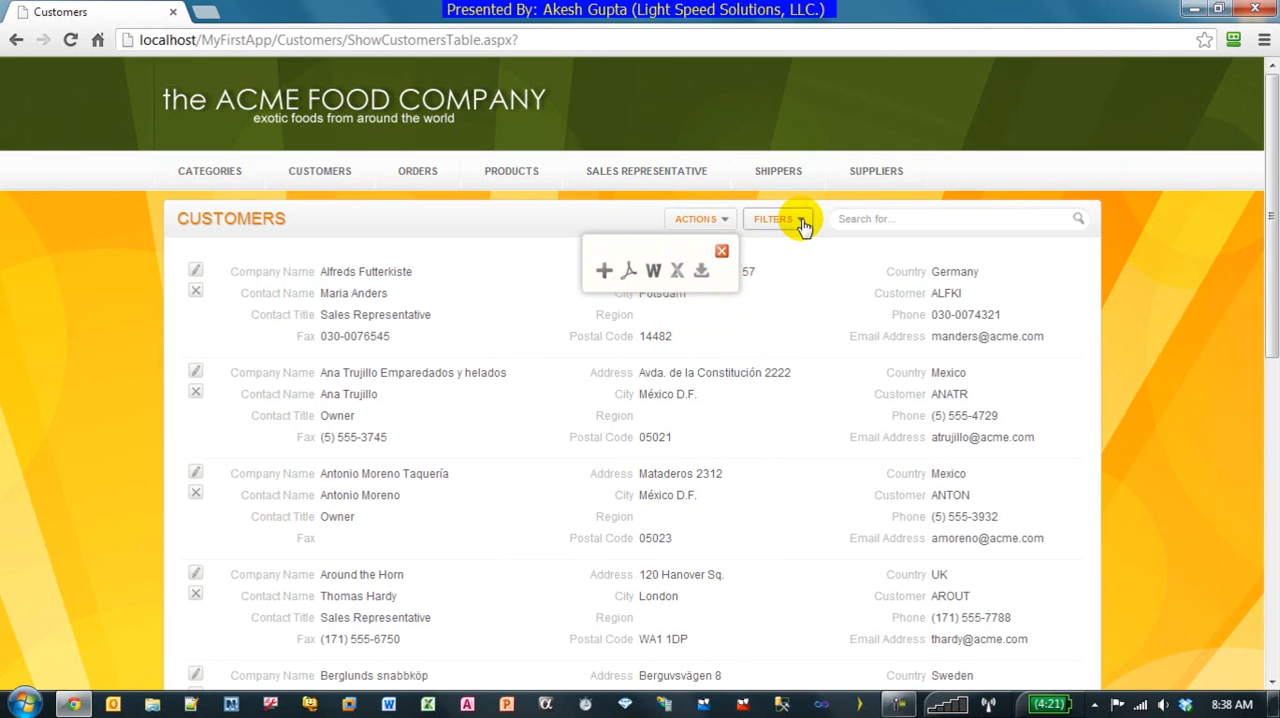 Customers
Presented By: Akesh Gupta (Light Speed Solutions, LLC.)
localhost/MyFirstApp/Customers/ShowCustomersTable.aspx?
the ACME FOOD COMPANY
exotic foods from around the world
CATEGORIES CUSTOMERS ORDERS PRODUCTS SALES REPRESENTATIVE SHIPPERS SUPPLIERS
CUSTOMERS ACTIONS FILTERS Search for...
Company Name Alfreds Futterkiste 57 Country Germany
Contact Name Maria Anders City Potsdam Customer ALFKI
Contact Title Sales Representative Region Phone 030-0074321
Fax 030-0076545 Postal Code 14482 Email Address manders@acme.com
Company Name Ana Trujillo Emparedados y helados Address Avda. de la Constitución 2222 Country Mexico
Contact Name Ana Trujillo City México D.F. Customer ANATR
Contact Title Owner Region Phone (5) 555-4729
Fax (5) 555-3745 Postal Code 05021 Email Address atrujillo@acme.com
Company Name Antonio Moreno Taquería Address Mataderos 2312 Country Mexico
Contact Name Antonio Moreno City México D.F. Customer ANTON
Contact Title Owner Region Phone (5) 555-3932
Fax Postal Code 05023 Email Address amoreno@acme.com
Company Name Around the Horn Address 120 Hanover Sq. Country UK
Contact Name Thomas Hardy City London Customer AROUT
Contact Title Sales Representative Region Phone (171) 555-7788
Fax (171) 555-6750 Postal Code WA1 1DP Email Address thardy@acme.com
Company Name Berglunds snabbköp Address Berguvsvägen 8 Country Sweden
(4:21) 8:38 AM